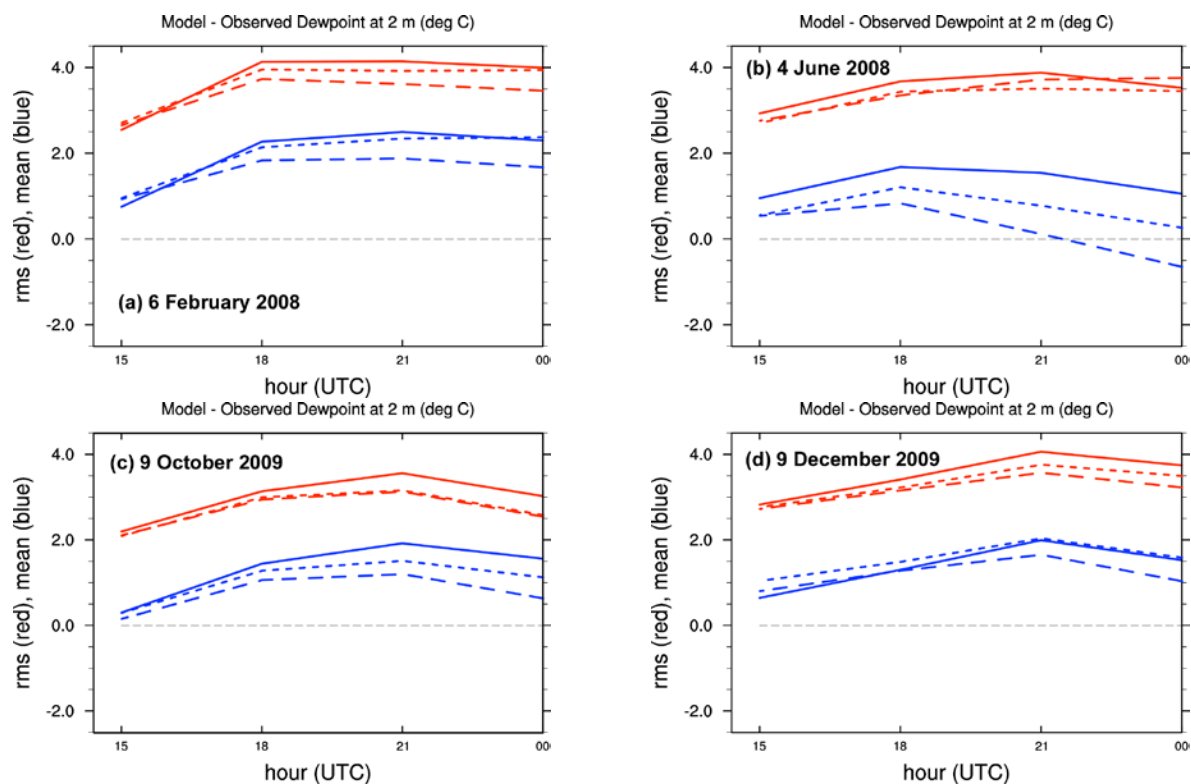 Model - Observed Dewpoint at 2 m (deg C)
rms (red), mean (blue)
4.0
2.0
0.0
-2.0
(a) 6 February 2008
15
18
21
00
hour (UTC)
Model - Observed Dewpoint at 2 m (deg C)
rms (red), mean (blue)
(b) 4 June 2008
4.0
2.0
0.0
-2.0
15
18
21
00
hour (UTC)
Model - Observed Dewpoint at 2 m (deg C)
rms (red), mean (blue)
(c) 9 October 2009
4.0
2.0
0.0
-2.0
15
18
21
00
hour (UTC)
Model - Observed Dewpoint at 2 m (deg C)
rms (red), mean (blue)
(d) 9 December 2009
4.0
2.0
0.0
-2.0
15
18
21
00
hour (UTC)